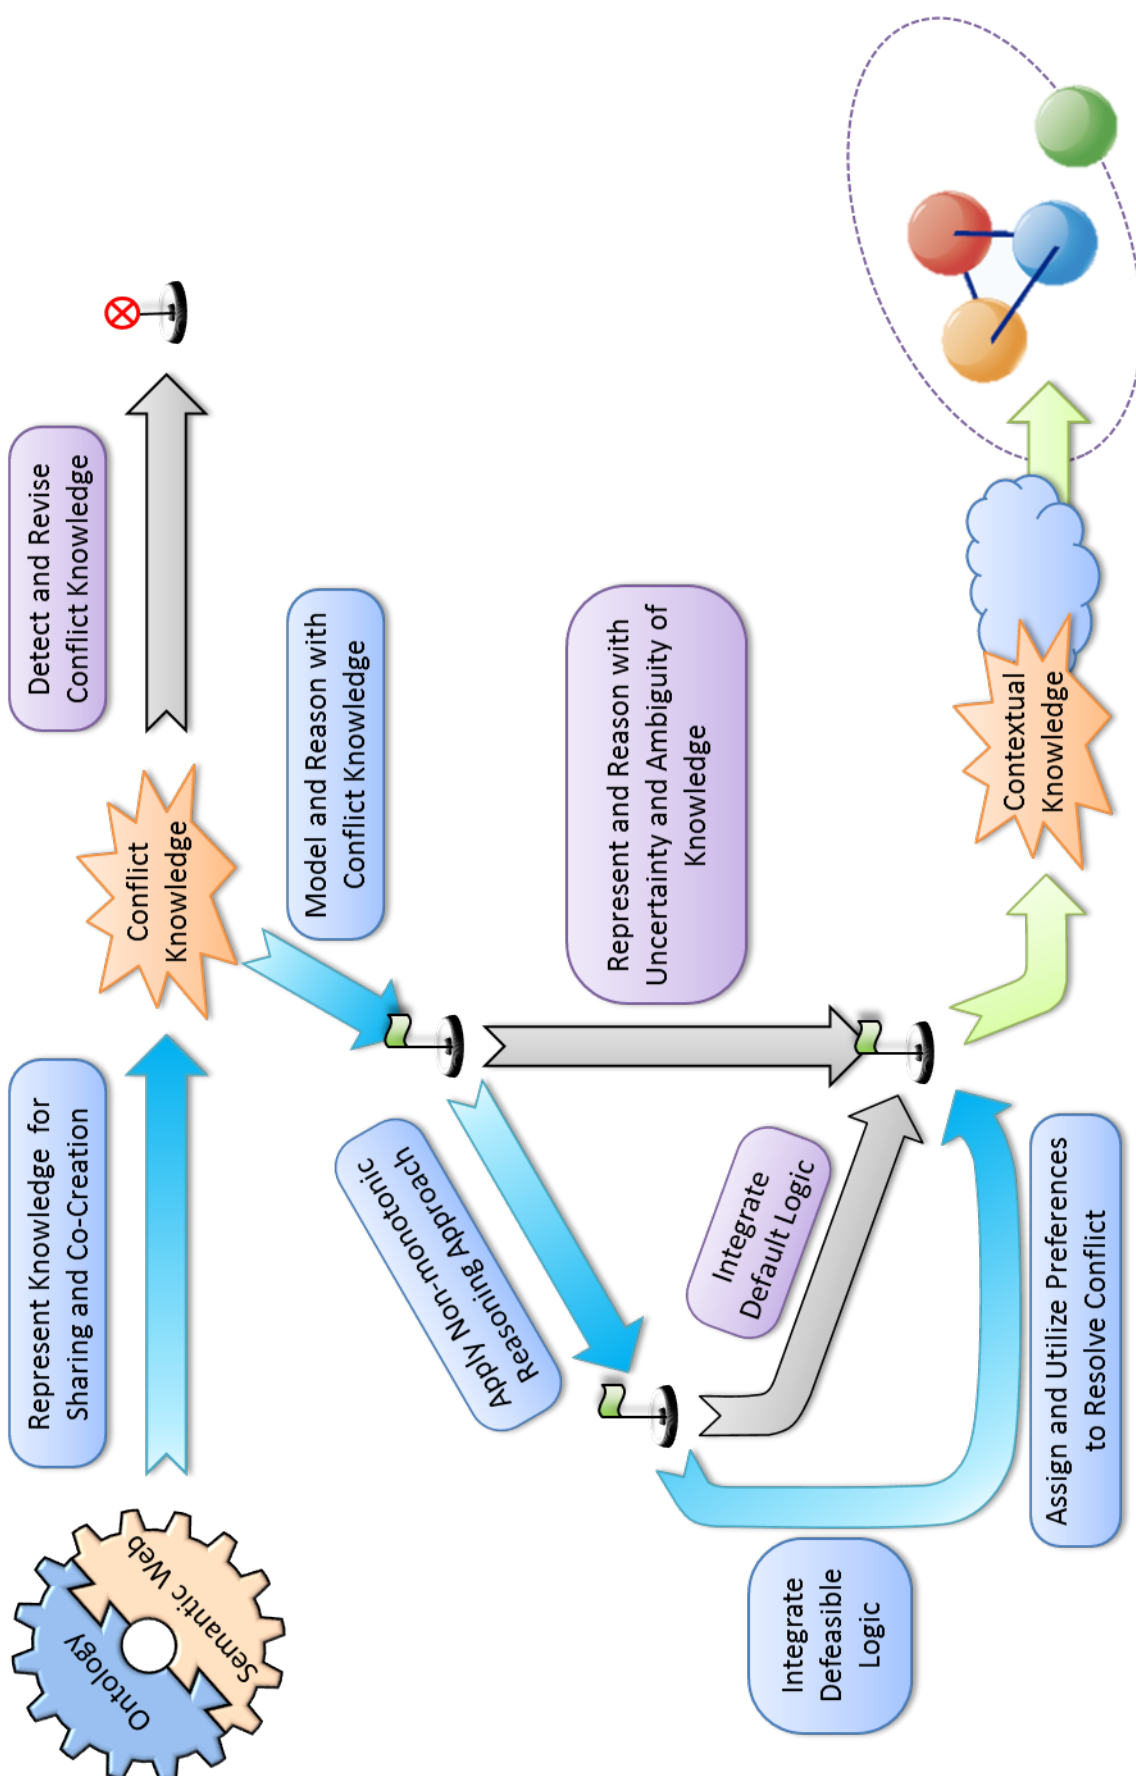 Ontology
Semantic Web
Represent Knowledge for
Sharing and Co-Creation
Conflict
Knowledge
Detect and Revise
Conflict Knowledge
Model and Reason with
Conflict Knowledge
Apply Non-monotonic
Reasoning Approach
Represent and Reason with
Uncertainty and Ambiguity of
Knowledge
Integrate
Default Logic
Integrate
Defeasible
Logic
Assign and Utilize Preferences
to Resolve Conflict
Contextual
Knowledge